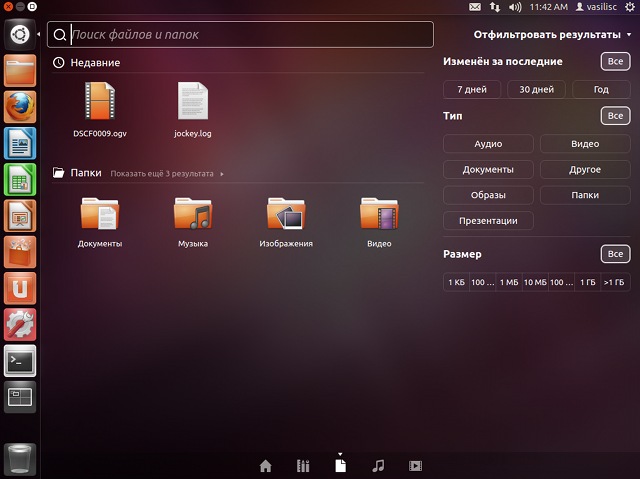 11:42 AM vasilisc
Поиск файлов и папок
Отфильтровать результаты
Недавние
DSCF0009.ogv
jockey.log
Папки Показать ещё 3 результата
Документы
Музыка
Изображения
Видео
Изменён за последние
Все
7 дней
30 дней
Год
Тип
Все
Аудио
Видео
Документы
Другое
Образы
Папки
Презентации
Размер
Все
1 КБ
100 ...
1 МБ
10 МБ
100 ...
1 ГБ
>1 ГБ